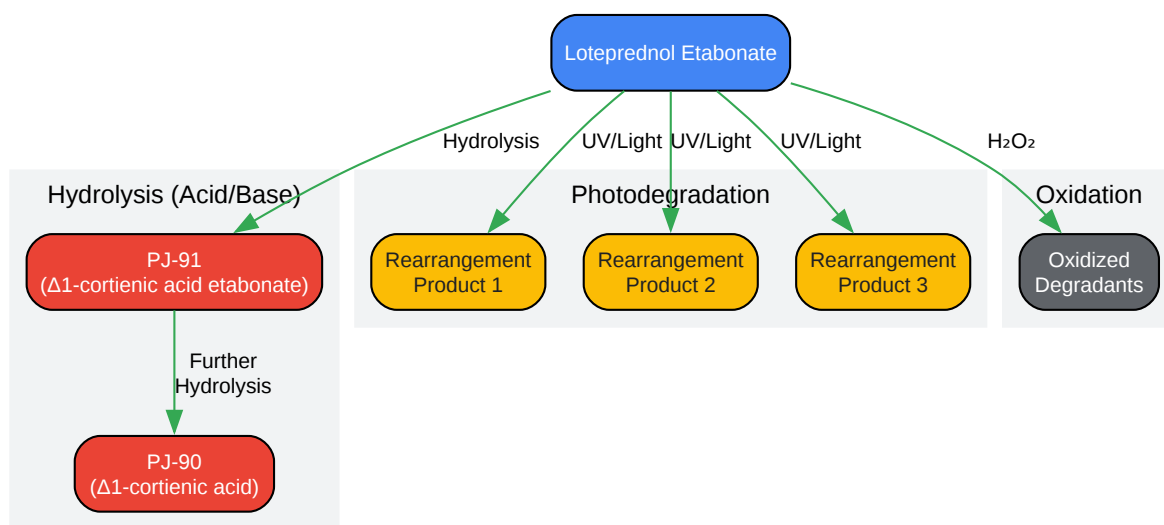 Loteprednol Etabonate
Hydrolysis
UV/Light
UV/Light
UV/Light
H₂O₂
Hydrolysis (Acid/Base)
Photodegradation
Oxidation
PJ-91
(Δ1-cortienic acid etabonate)
Rearrangement
Product 1
Rearrangement
Product 2
Rearrangement
Product 3
Oxidized
Degradants
Further
Hydrolysis
PJ-90
(Δ1-cortienic acid)